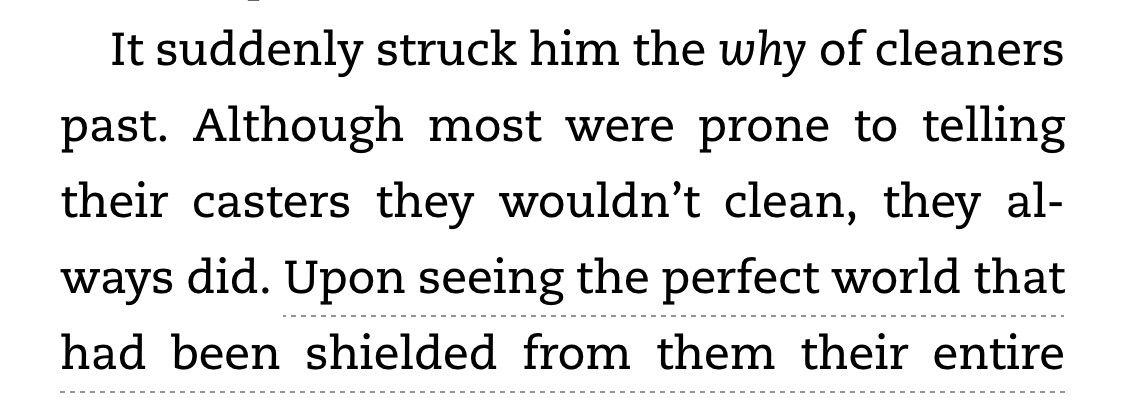 It suddenly struck him the why of cleaners
past. Although most were prone to telling
their casters they wouldn’t clean, they al-
ways did. Upon seeing the perfect world that
had been shielded from them their entire